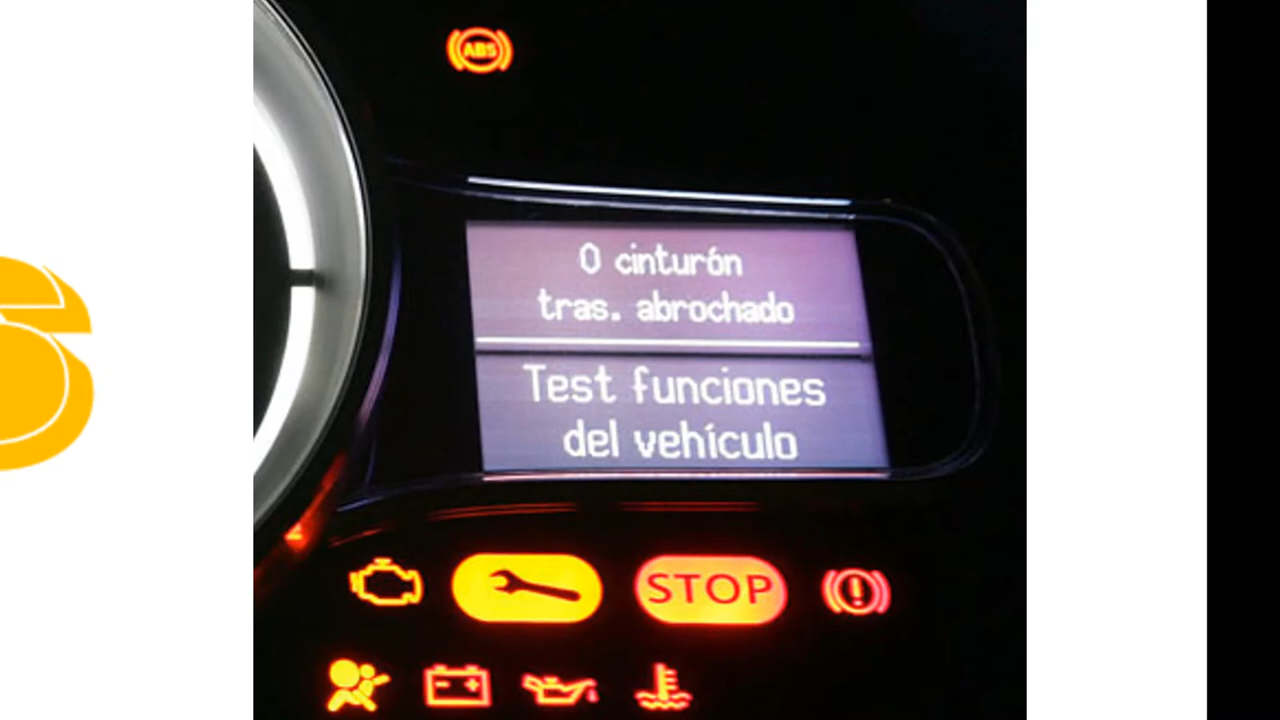 ABS
0 cinturón
tras. abrochado
Test funciones
del vehículo
STOP